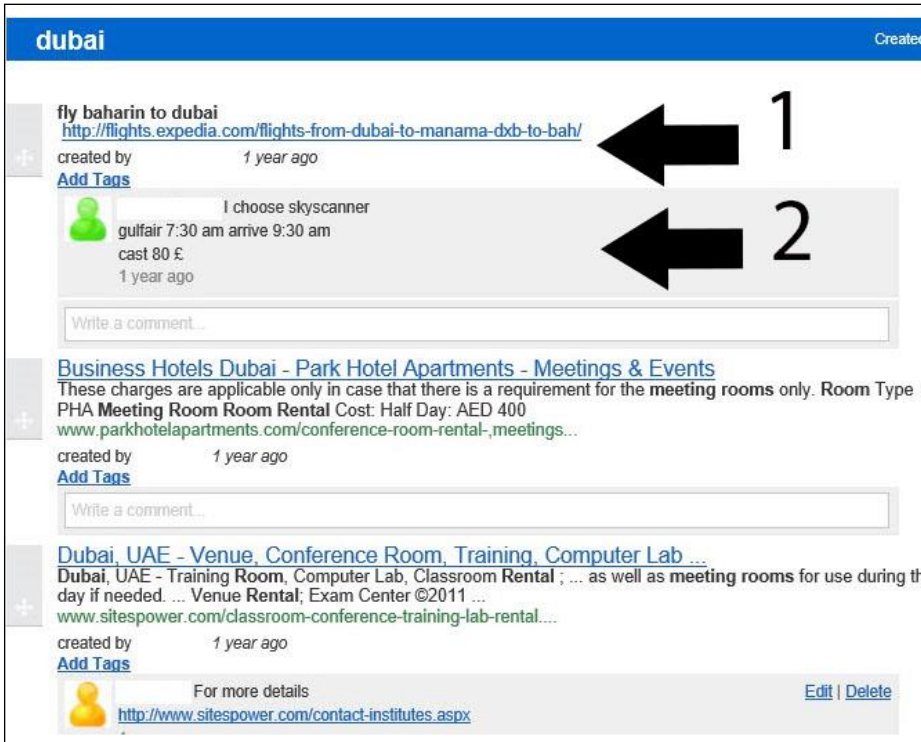 dubai
Created
fly baharin to dubai
http://flights.expedia.com/flights-from-dubai-to-manama-dxb-to-bah/
1
created by 1 year ago
Add Tags
I choose skyscanner
gulfair 7:30 am arrive 9:30 am
2
cast 80 £
1 year ago
Write a comment...
Business Hotels Dubai - Park Hotel Apartments - Meetings & Events
These charges are applicable only in case that there is a requirement for the meeting rooms only. Room Type
PHA Meeting Room Room Rental Cost: Half Day: AED 400
www.parkhotelapartments.com/conference-room-rental-,meetings...
created by 1 year ago
Add Tags
Write a comment...
Dubai, UAE - Venue, Conference Room, Training, Computer Lab ...
Dubai, UAE - Training Room, Computer Lab, Classroom Rental ; ... as well as meeting rooms for use during th
day if needed. ... Venue Rental; Exam Center ©2011 ...
www.sitespower.com/classroom-conference-training-lab-rental....
created by 1 year ago
Add Tags
For more details Edit | Delete
http://www.sitespower.com/contact-institutes.aspx